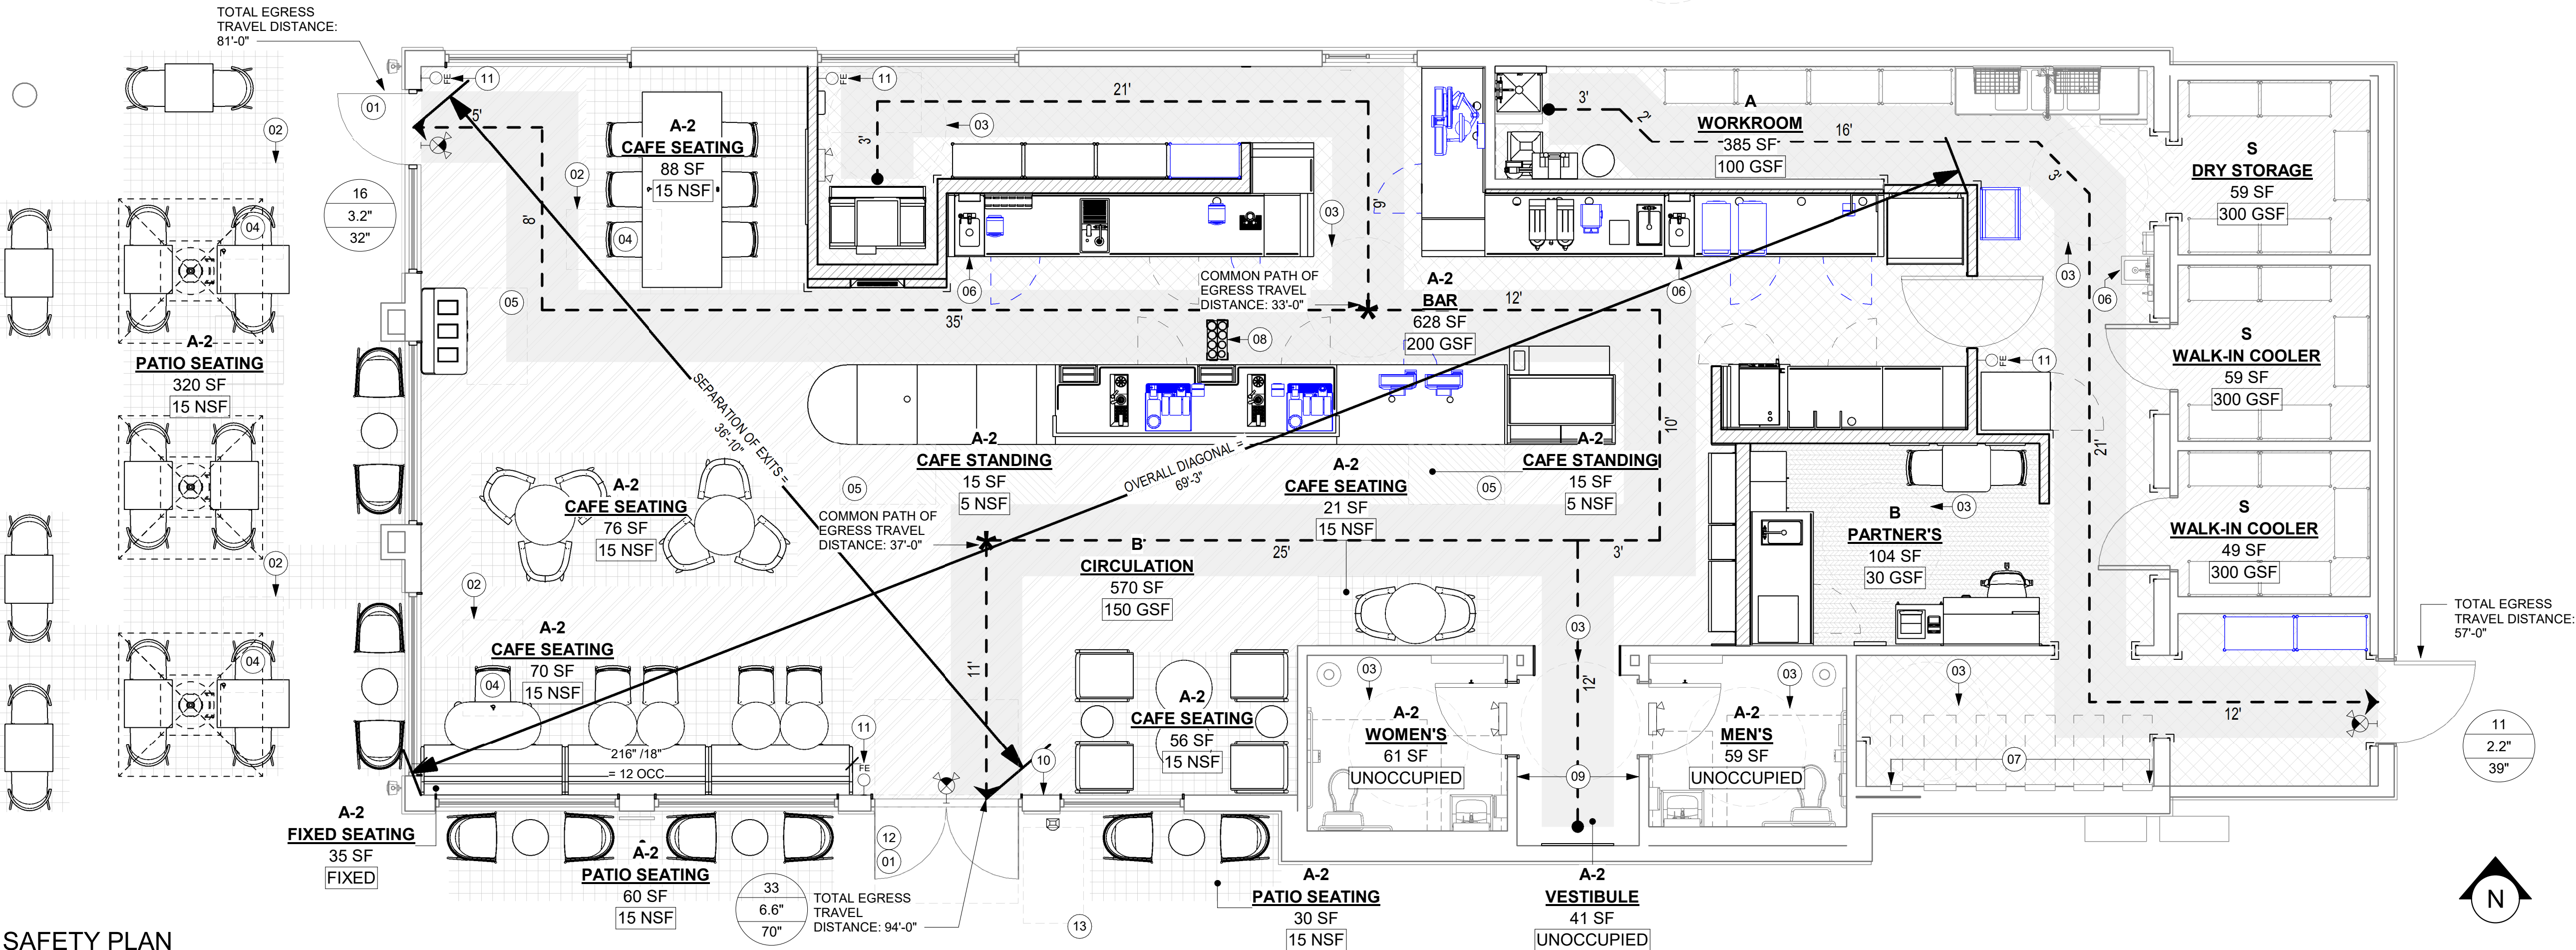 TOTAL EGRESS
TRAVEL DISTANCE:
81'-0"
01
FE
11
5'
02
16
3.2"
32"
8'
04
A-2
CAFE SEATING
88 SF
15 NSF
02
04
FE
11
21'
3'
03
03
9'
06
COMMON PATH OF
EGRESS TRAVEL
DISTANCE: 33'-0"
A-2
BAR
628 SF
200 GSF
12'
06
3'
2'
A
WORKROOM
385 SF
100 GSF
16'
3'
03
06
S
DRY STORAGE
59 SF
300 GSF
S
WALK-IN COOLER
59 SF
300 GSF
S
WALK-IN COOLER
49 SF
300 GSF
A-2
PATIO SEATING
320 SF
15 NSF
05
35'
08
FE
11
SEPARATION OF EXITS =
36'-10"
OVERALL DIAGONAL =
69'-3"
A-2
CAFE STANDING
15 SF
5 NSF
A-2
CAFE SEATING
21 SF
15 NSF
05
A-2
CAFE STANDING
15 SF
5 NSF
10'
21'
A-2
CAFE SEATING
76 SF
15 NSF
05
COMMON PATH OF
EGRESS TRAVEL
DISTANCE: 37'-0"
B
CIRCULATION
570 SF
150 GSF
25'
3'
03
B
PARTNER'S
104 SF
30 GSF
02
02
04
A-2
CAFE SEATING
70 SF
15 NSF
04
11'
A-2
CAFE SEATING
56 SF
15 NSF
03
03
12'
03
03
A-2
WOMEN'S
61 SF
UNOCCUPIED
09
A-2
MEN'S
59 SF
UNOCCUPIED
07
12'
TOTAL EGRESS
TRAVEL DISTANCE:
57'-0"
11
2.2"
39"
216" /18"
= 12 OCC
11
FE
10
A-2
FIXED SEATING
35 SF
FIXED
A-2
PATIO SEATING
60 SF
15 NSF
12
01
33
6.6"
70"
TOTAL EGRESS
TRAVEL
DISTANCE: 94'-0"
13
A-2
PATIO SEATING
30 SF
15 NSF
A-2
VESTIBULE
41 SF
UNOCCUPIED
N
SAFETY PLAN